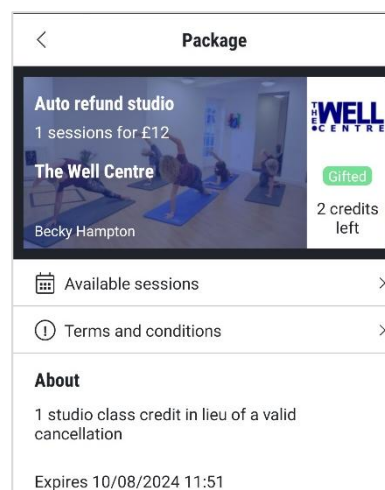 Package
Auto refund studio
1 sessions for £12
The Well Centre
Becky Hampton
THE WELL
CENTRE
Gifted
2 credits
left
Available sessions
Terms and conditions
About
1 studio class credit in lieu of a valid
cancellation
Expires 10/08/2024 11:51